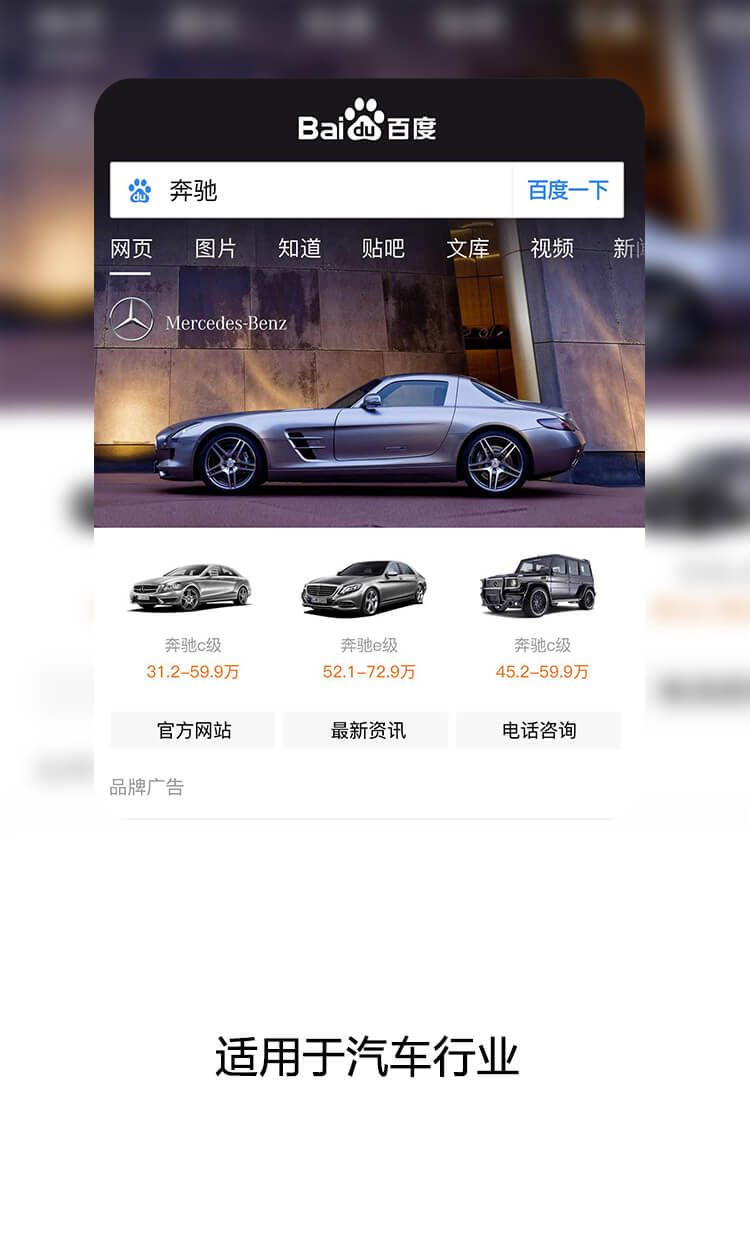 Bai du 百度
du 奔驰 百度一下
网页 图片 知道 贴吧 文库 视频 新闻
Mercedes-Benz
奔驰c级 奔驰e级 奔驰c级
31.2-59.9万 52.1-72.9万 45.2-59.9万
官方网站 最新资讯 电话咨询
品牌广告
适用于汽车行业